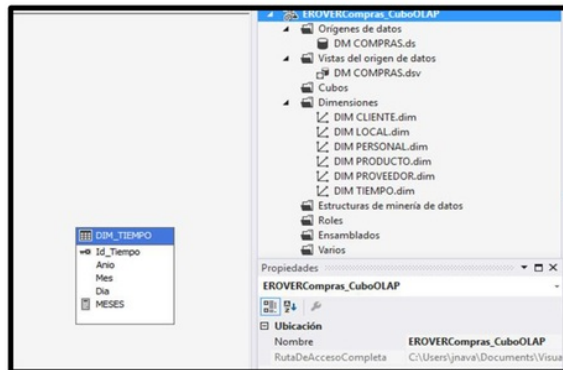 EROVERCompras_CuboOLAP
Orígenes de datos
DM COMPRAS.ds
Vistas del origen de datos
DM COMPRAS.dsv
Cubos
Dimensiones
DIM CLIENTE.dim
DIM LOCAL.dim
DIM PERSONAL.dim
DIM PRODUCTO.dim
DIM PROVEEDOR.dim
DIM TIEMPO.dim
Estructuras de minería de datos
Roles
Ensamblados
Varios
DIM_TIEMPO
Id_Tiempo
Anio
Mes
Dia
MESES
Propiedades
EROVERCompras_CuboOLAP
Ubicación
Nombre EROVERCompras_CuboOLAP
RutaDeAccesoCompleta C:\Users\jnava\Documents\Visua